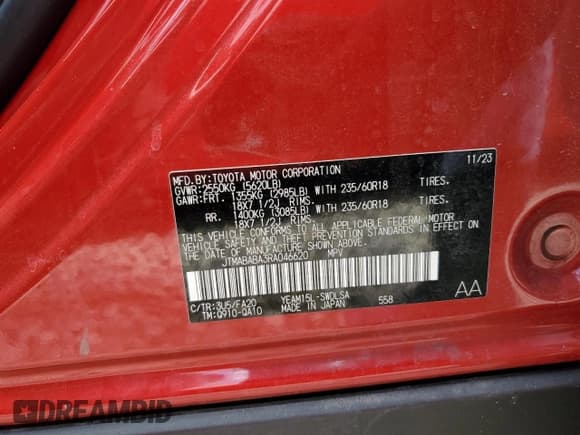 MFD.BY:TOYOTA MOTOR CORPORATION 11/23
GVWR:2550KG (5620LB)
GAWR:FRT. 1355KG (2985LB) WITH 235/60R18 TIRES.
18X7 1/2J RIMS.
RR. 1400KG (3085LB) WITH 235/60R18 TIRES.
18X7 1/2J RIMS.
THIS VEHICLE CONFORMS TO ALL APPLICABLE FEDERAL MOTOR
VEHICLE SAFETY AND THEFT PREVENTION STANDARDS IN EFFECT ON
THE DATE OF MANUFACTURE SHOWN ABOVE.
JTMABABA3RA046620 MPV
C/TR:3U5/FA20 YEAM15L-SWDLSA AA
TM:Q910-QA10 MADE IN JAPAN 558
DREAMBID